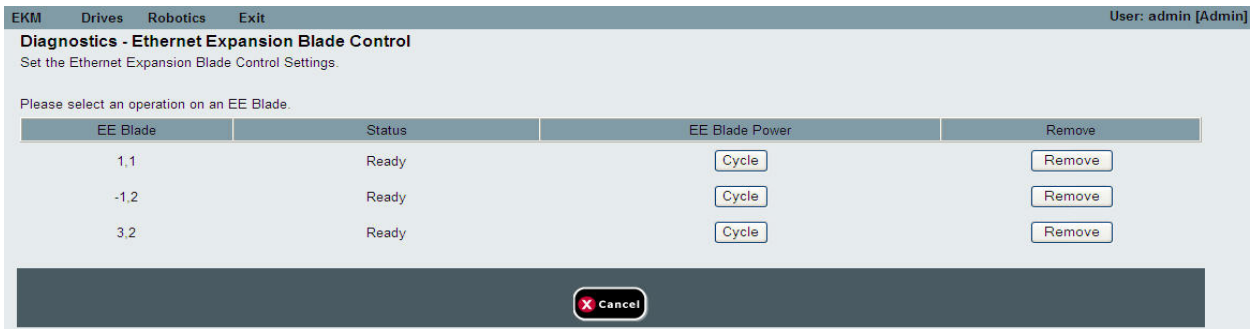 EKM Drives Robotics Exit User: admin [Admin]
Diagnostics - Ethernet Expansion Blade Control
Set the Ethernet Expansion Blade Control Settings.
Please select an operation on an EE Blade.
EE Blade Status EE Blade Power Remove
1,1 Ready Cycle Remove
-1,2 Ready Cycle Remove
3,2 Ready Cycle Remove
X Cancel